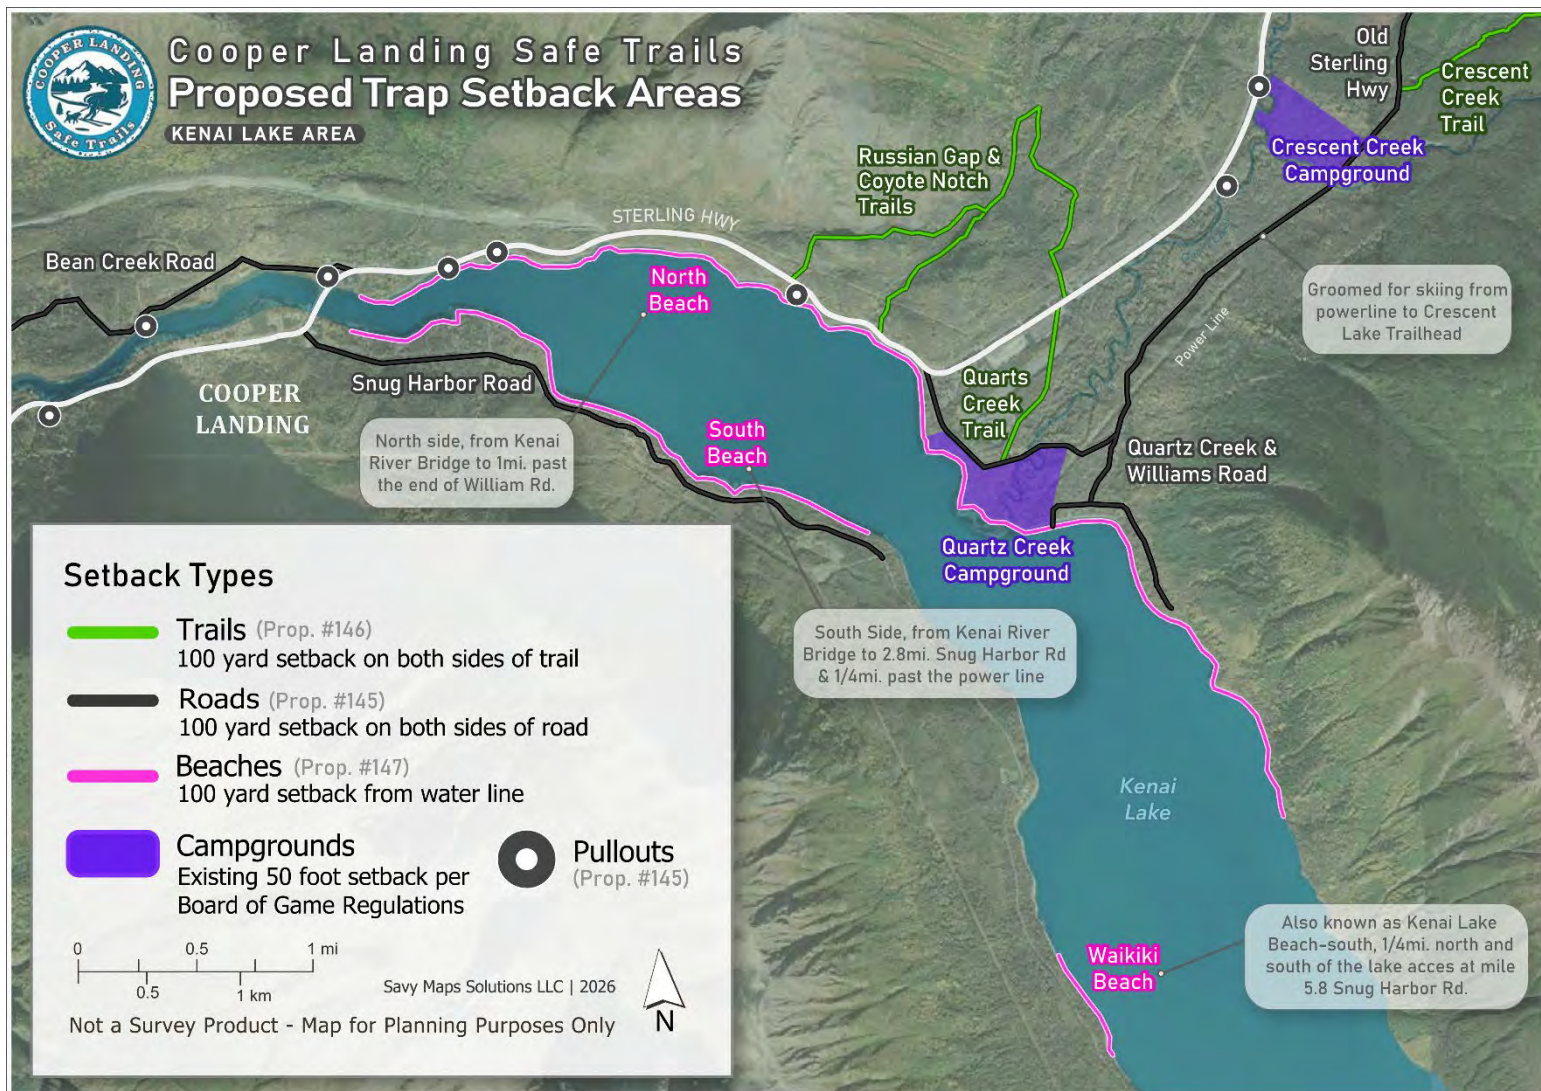 COOPER LANDING
Safe Trails
Cooper Landing Safe Trails
Proposed Trap Setback Areas
KENAI LAKE AREA
Old
Sterling
Hwy
Crescent
Creek
Trail
Crescent Creek
Campground
Russian Gap &
Coyote Notch
Trails
STERLING HWY
Bean Creek Road
North
Beach
Groomed for skiing from
powerline to Crescent
Lake Trailhead
Power Line
Snug Harbor Road
COOPER
LANDING
Quarts
Creek
Trail
North side, from Kenai
River Bridge to 1mi. past
the end of William Rd.
South
Beach
Quartz Creek &
Williams Road
Quartz Creek
Campground
South Side, from Kenai River
Bridge to 2.8mi. Snug Harbor Rd
& 1/4mi. past the power line
Kenai
Lake
Waikiki
Beach
Also known as Kenai Lake
Beach-south, 1/4mi. north and
south of the lake acces at mile
5.8 Snug Harbor Rd.
Setback Types
Trails (Prop. #146)
100 yard setback on both sides of trail
Roads (Prop. #145)
100 yard setback on both sides of road
Beaches (Prop. #147)
100 yard setback from water line
Campgrounds
Existing 50 foot setback per
Board of Game Regulations
Pullouts
(Prop. #145)
0 0.5 1 mi
0.5 1 km
Savy Maps Solutions LLC | 2026
N
Not a Survey Product - Map for Planning Purposes Only